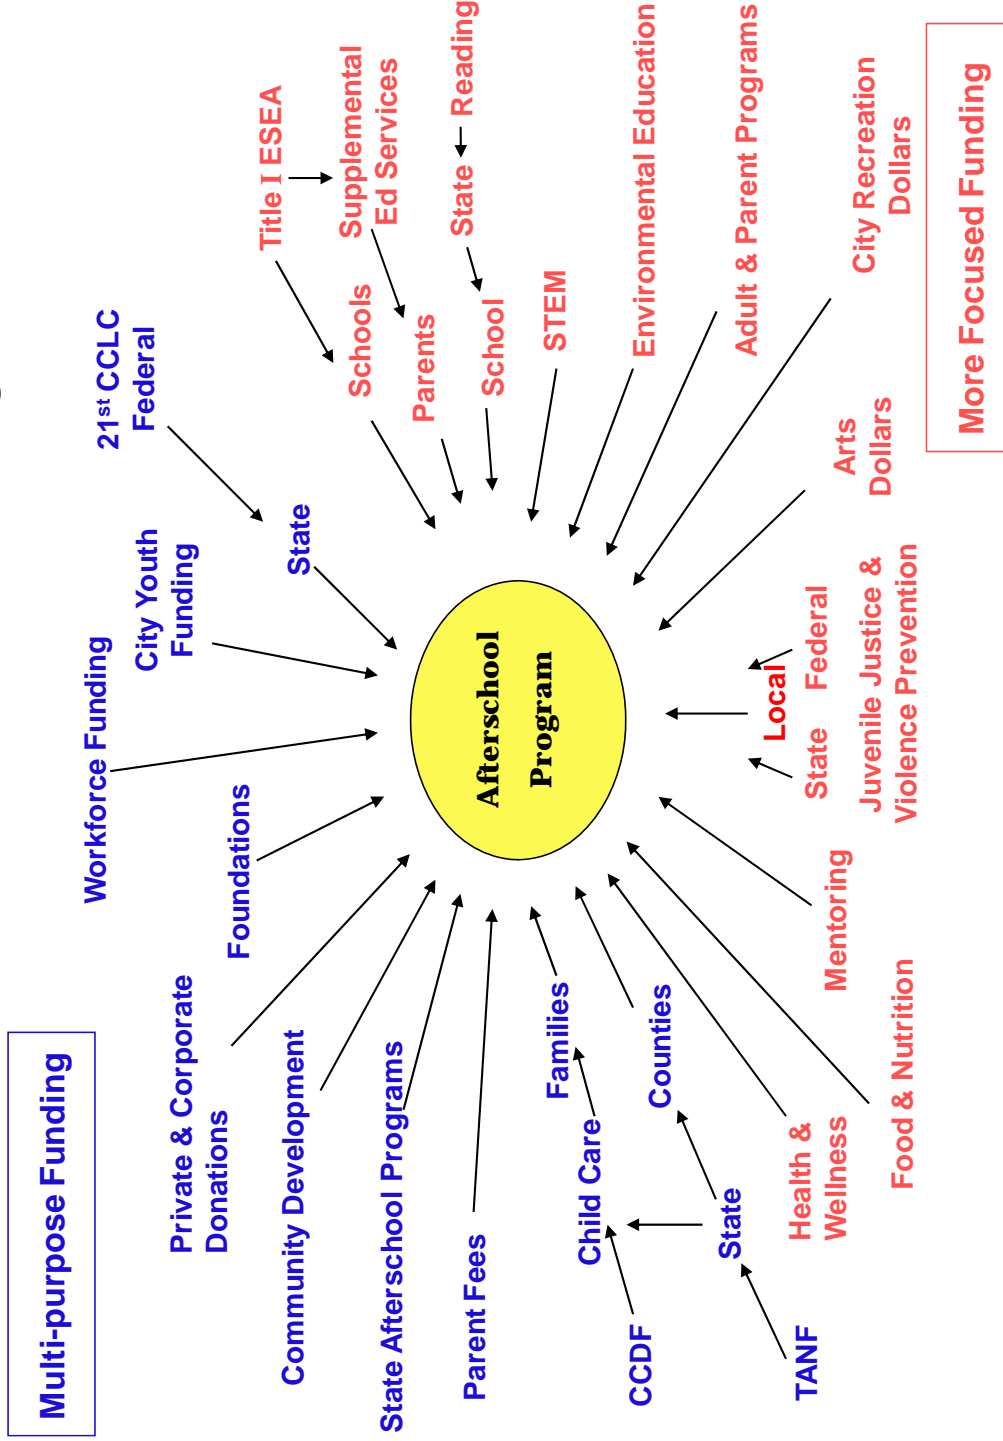 Multi-purpose Funding
Workforce Funding
City Youth
Funding
21st CCLC
Federal
State
Foundations
Private & Corporate
Donations
Community Development
State Afterschool Programs
Parent Fees
Families
Child Care
CCDF
Counties
State
TANF
Afterschool
Program
Title I ESEA
Supplemental
Ed Services
Schools
Parents
Reading
State
School
STEM
Environmental Education
Adult & Parent Programs
City Recreation
Dollars
Arts
Dollars
Local
State
Federal
Juvenile Justice &
Violence Prevention
Mentoring
Food & Nutrition
Health &
Wellness
More Focused Funding